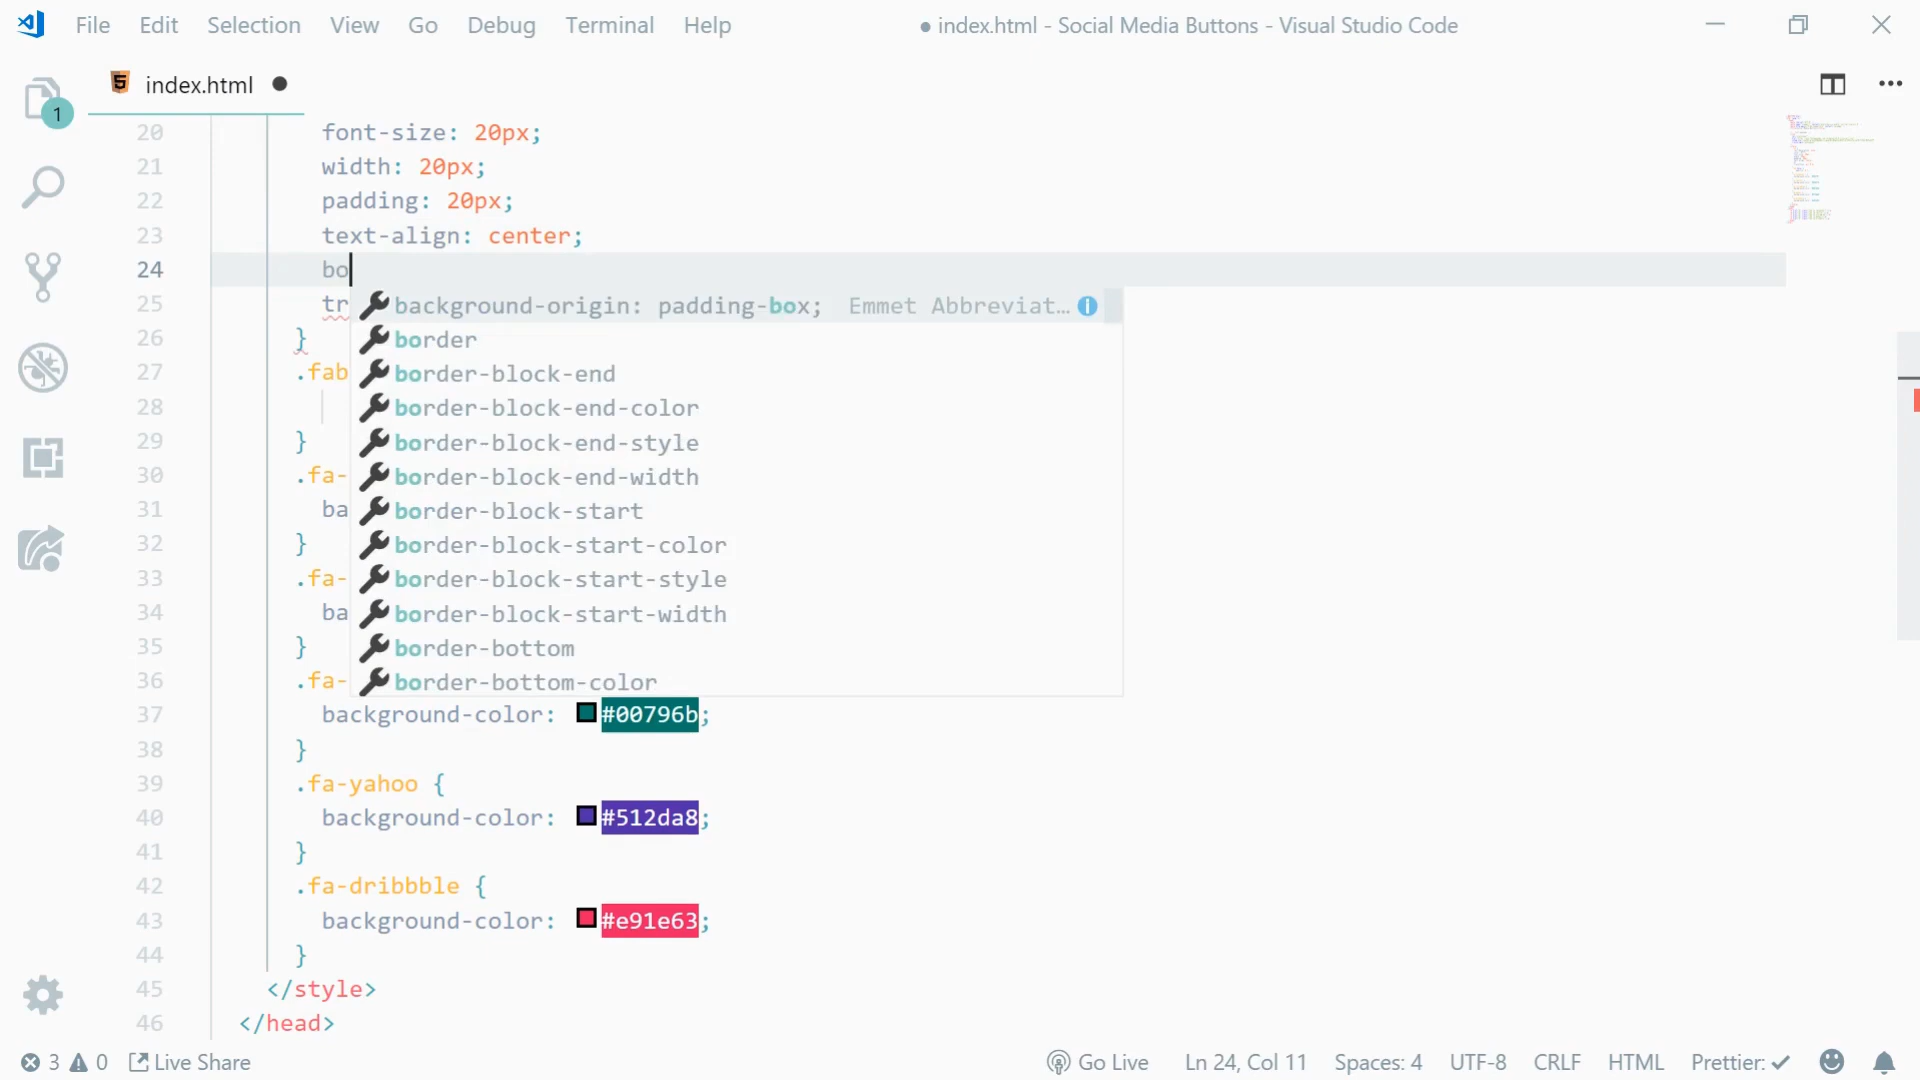 File Edit Selection View Go Debug Terminal Help ● index.html - Social Media Buttons - Visual Studio Code
index.html ●
1
20 font-size: 20px;
21 width: 20px;
22 padding: 20px;
23 text-align: center;
24 bo
25 tr
background-origin: padding-box; Emmet Abbreviat...
26 }
border
27 .fab
border-block-end
28
border-block-end-color
29 }
border-block-end-style
30 .fa-
border-block-end-width
31 ba
border-block-start
32 }
border-block-start-color
33 .fa-
border-block-start-style
34 ba
border-block-start-width
35 }
border-bottom
36 .fa-
border-bottom-color
37 background-color: #00796b;
38 }
39 .fa-yahoo {
40 background-color: #512da8;
41 }
42 .fa-dribbble {
43 background-color: #e91e63;
44 }
45 </style>
46 </head>
3 0 Live Share Go Live Ln 24, Col 11 Spaces: 4 UTF-8 CRLF HTML Prettier: ✓